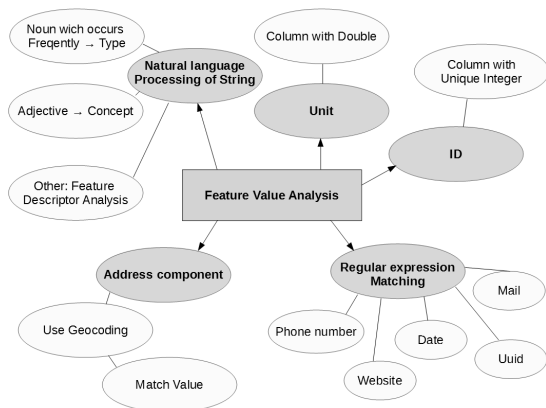 Noun wich occurs
Freqently → Type
Natural language
Processing of String
Adjective → Concept
Other: Feature
Descriptor Analysis
Column with Double
Unit
Column with
Unique Integer
ID
Feature Value Analysis
Address component
Use Geocoding
Match Value
Regular expression
Matching
Phone number
Website
Date
Uuid
Mail